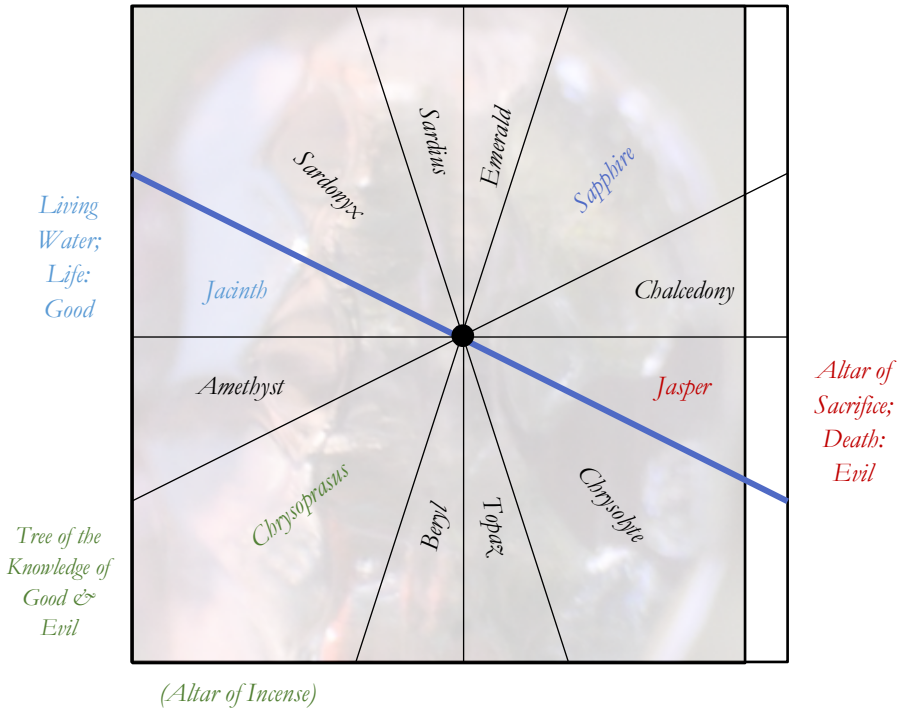 Sardius
Emerald
Sardonyx
Sapphire
Living
Water;
Life:
Good
Jacinth
Chalcedony
Amethyst
Jasper
Altar of
Sacrifice;
Death:
Evil
Chrysoprasus
Beryl
Topaz
Chrysolyte
Tree of the
Knowledge of
Good &
Evil
(Altar of Incense)